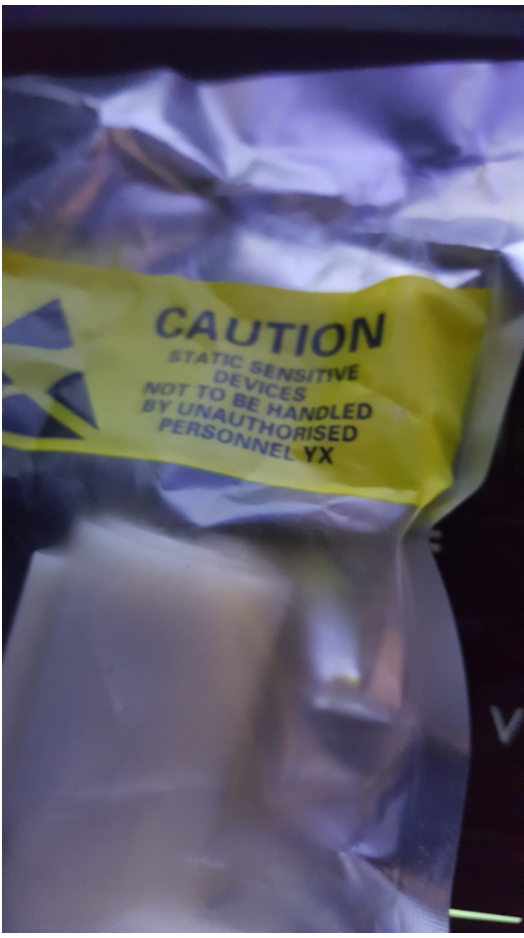 CAUTION
STATIC SENSITIVE
DEVICES
NOT TO BE HANDLED
BY UNAUTHORISED
PERSONNEL YX
V